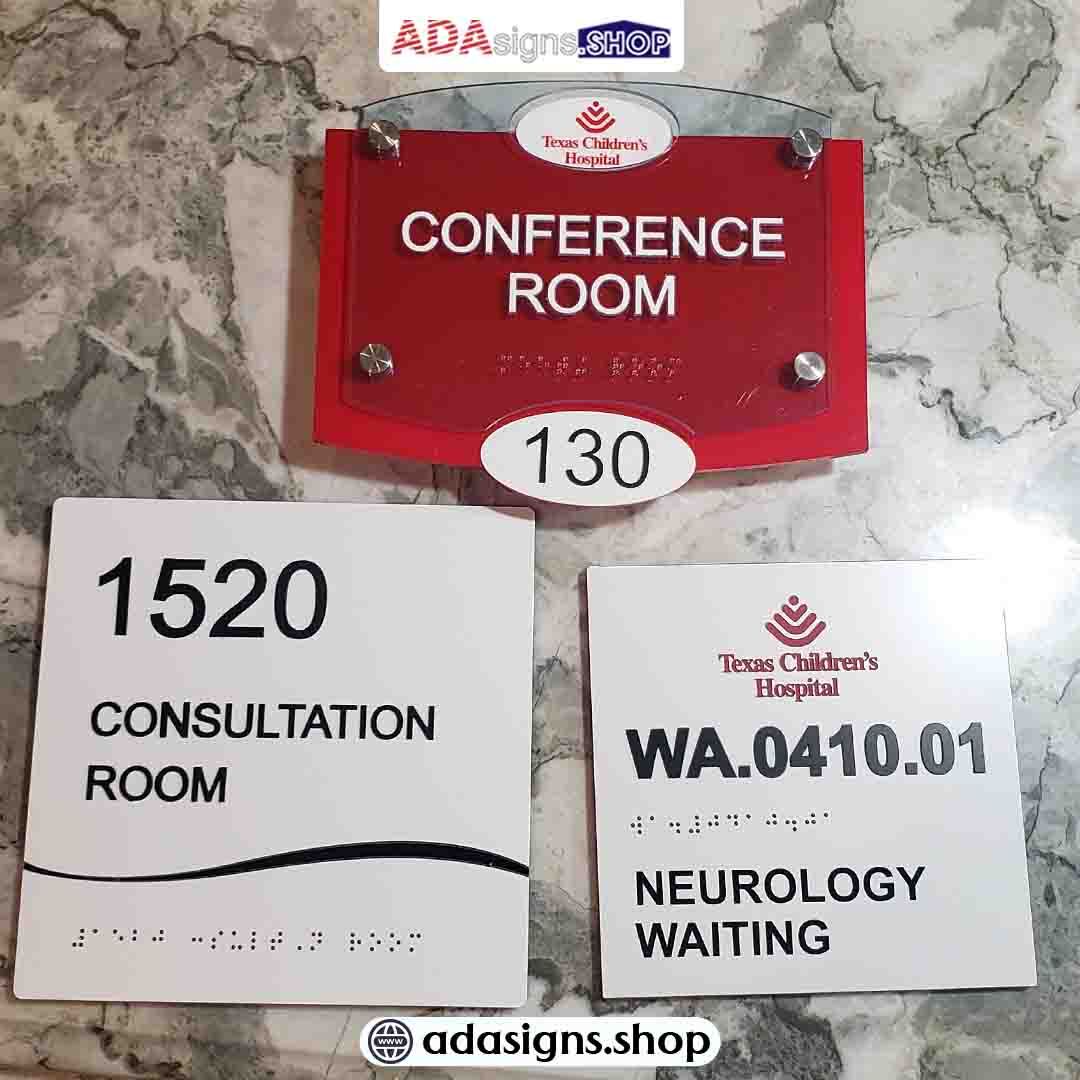 ADAsigns.SHOP
Texas Children's
Hospital
CONFERENCE
ROOM
130
1520
CONSULTATION
ROOM
Texas Children's
Hospital
WA.0410.01
NEUROLOGY
WAITING
www
adasigns.shop